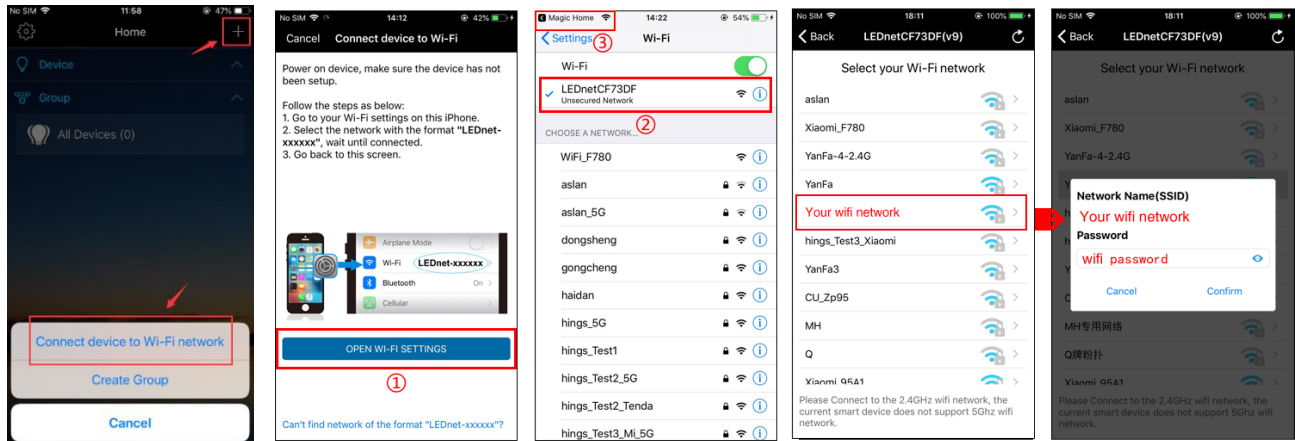 No SIM 11:58 47%
Home
+
Device
Group
All Devices (0)
Connect device to Wi-Fi network
Create Group
Cancel
No SIM 14:12 42%
Cancel Connect device to Wi-Fi
Power on device, make sure the device has not
been setup.
Follow the steps as below:
1. Go to your Wi-Fi settings on this iPhone.
2. Select the network with the format "LEDnet-
xxxxxx", wait until connected.
3. Go back to this screen.
Airplane Mode
Wi-Fi LEDnet-xxxxxx
Bluetooth On
Cellular
OPEN WI-FI SETTINGS
①
Can't find network of the format "LEDnet-xxxxxx"?
Magic Home 14:22 54%
Settings Wi-Fi
③
Wi-Fi
LEDnetCF73DF
Unsecured Network
②
CHOOSE A NETWORK...
WiFi_F780
aslan
aslan_5G
dongsheng
gongcheng
haidan
hings_5G
hings_Test1
hings_Test2_5G
hings_Test2_Tenda
hings_Test3_Mi_5G
No SIM 18:11 100%
Back LEDnetCF73DF(v9)
Select your Wi-Fi network
aslan
Xiaomi_F780
YanFa-4-2.4G
YanFa
Your wifi network
hings_Test3_Xiaomi
YanFa3
CU_Zp95
MH
Q
Xiaomi_95A1
Please Connect to the 2.4GHz wifi network, the
current smart device does not support 5Ghz wifi
network.
No SIM 18:11 100%
Back LEDnetCF73DF(v9)
Select your Wi-Fi network
aslan
Xiaomi_F780
YanFa-4-2.4G
Network Name(SSID)
Your wifi network
Password
wifi password
Cancel Confirm
MH专用网络
Q牌粉扑
Xiaomi_95A1
Please Connect to the 2.4GHz wifi network, the
current smart device does not support 5Ghz wifi
network.